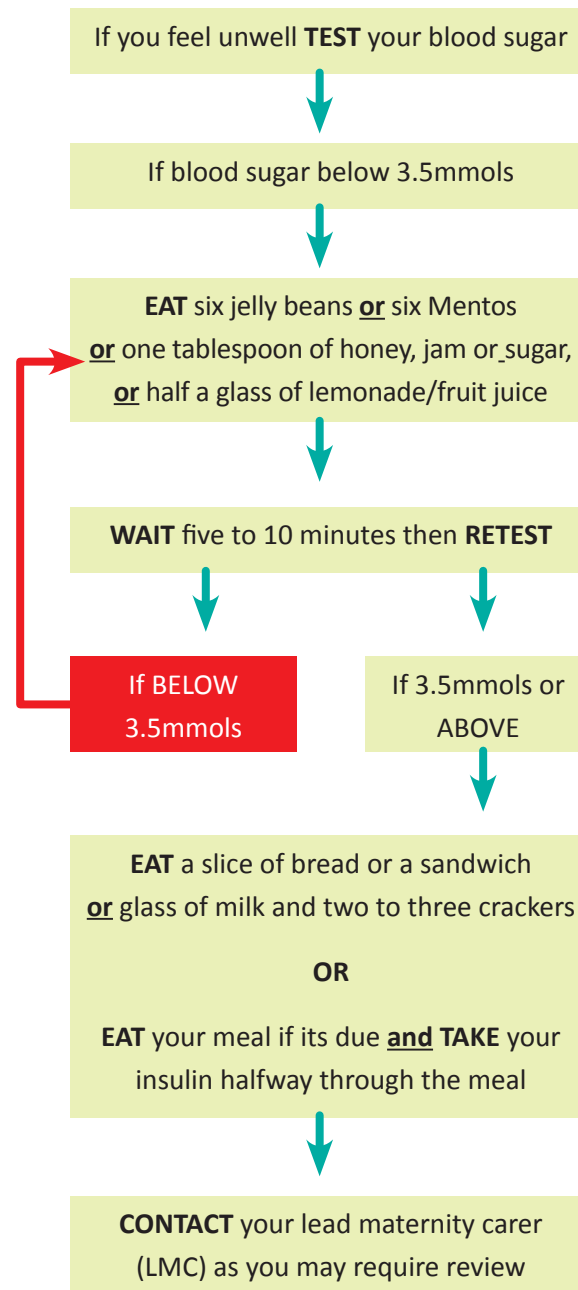 If you feel unwell TEST your blood sugar
If blood sugar below 3.5mmols
EAT six jelly beans or six Mentos
or one tablespoon of honey, jam or sugar,
or half a glass of lemonade/fruit juice
WAIT five to 10 minutes then RETEST
If BELOW
3.5mmols
If 3.5mmols or
ABOVE
EAT a slice of bread or a sandwich
or glass of milk and two to three crackers
OR
EAT your meal if its due and TAKE your
insulin halfway through the meal
CONTACT your lead maternity carer
(LMC) as you may require review